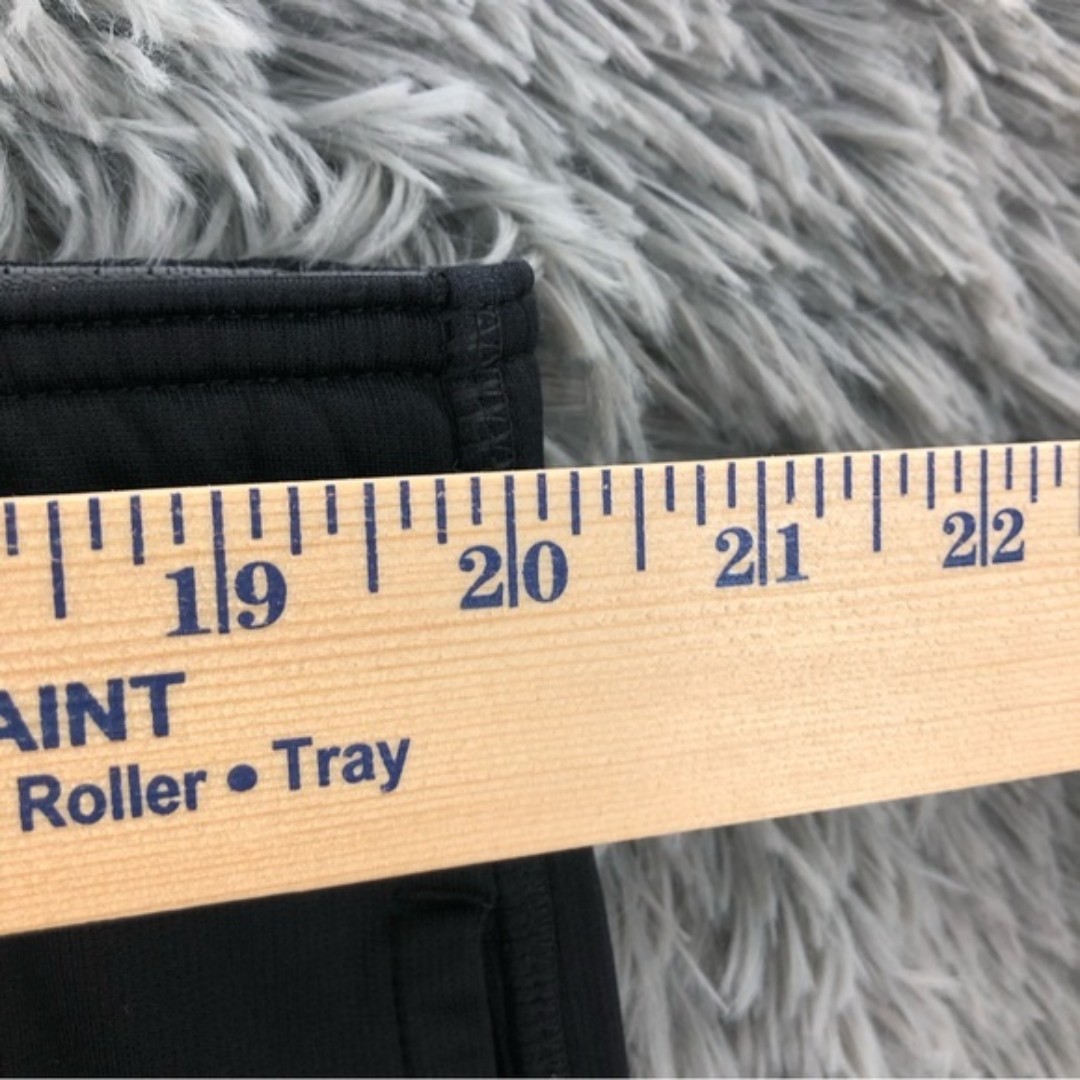 19 20 21 22
AINT
Roller • Tray